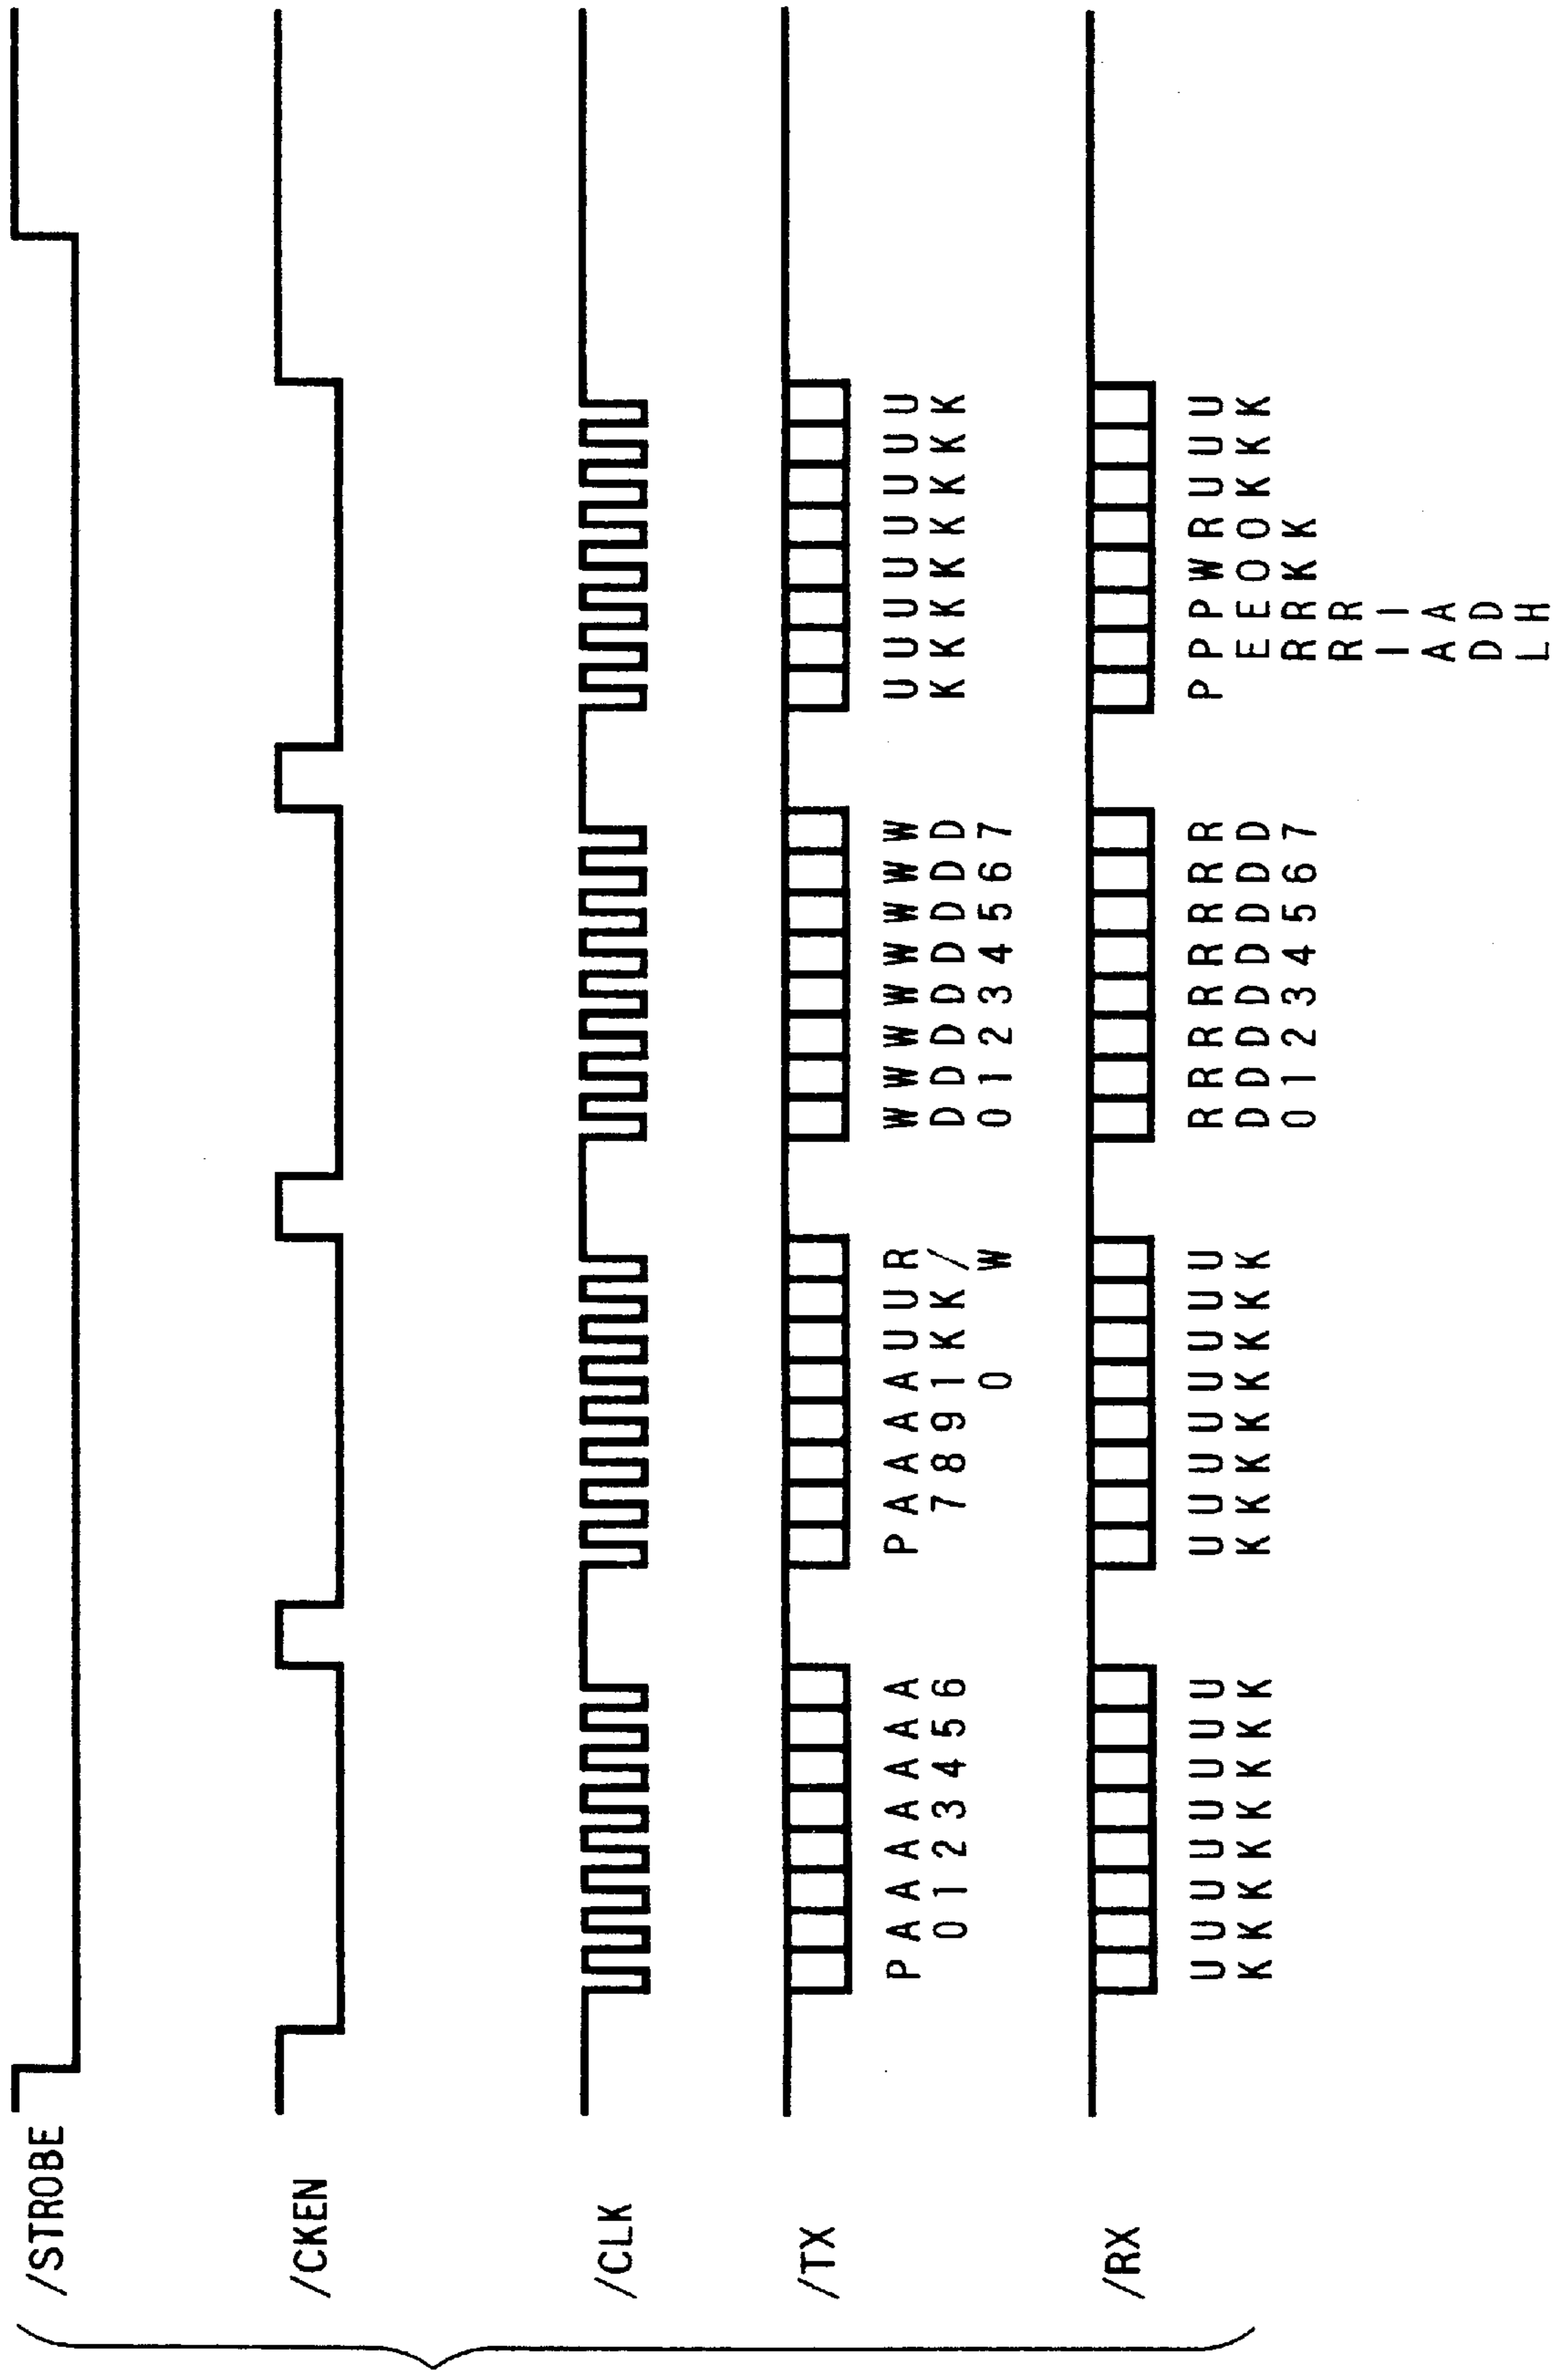 /STROBE
/CKEN
/CLK
/TX
P A A A A A A A P A A A A U U R W W W W W W W W U U U U U U U U
0 1 2 3 4 5 6 7 8 9 1 K K / D D D D D D D D K K K K K K K K
0 W 0 1 2 3 4 5 6 7
/RX
U U U U U U U U U U U U U U U U R R R R R R R R P P P W R U U U
K K K K K K K K K K K K K K K K D D D D D D D D E E O O K K K
0 1 2 3 4 5 6 7 R R K K
R R
I I
A A
D D
L H